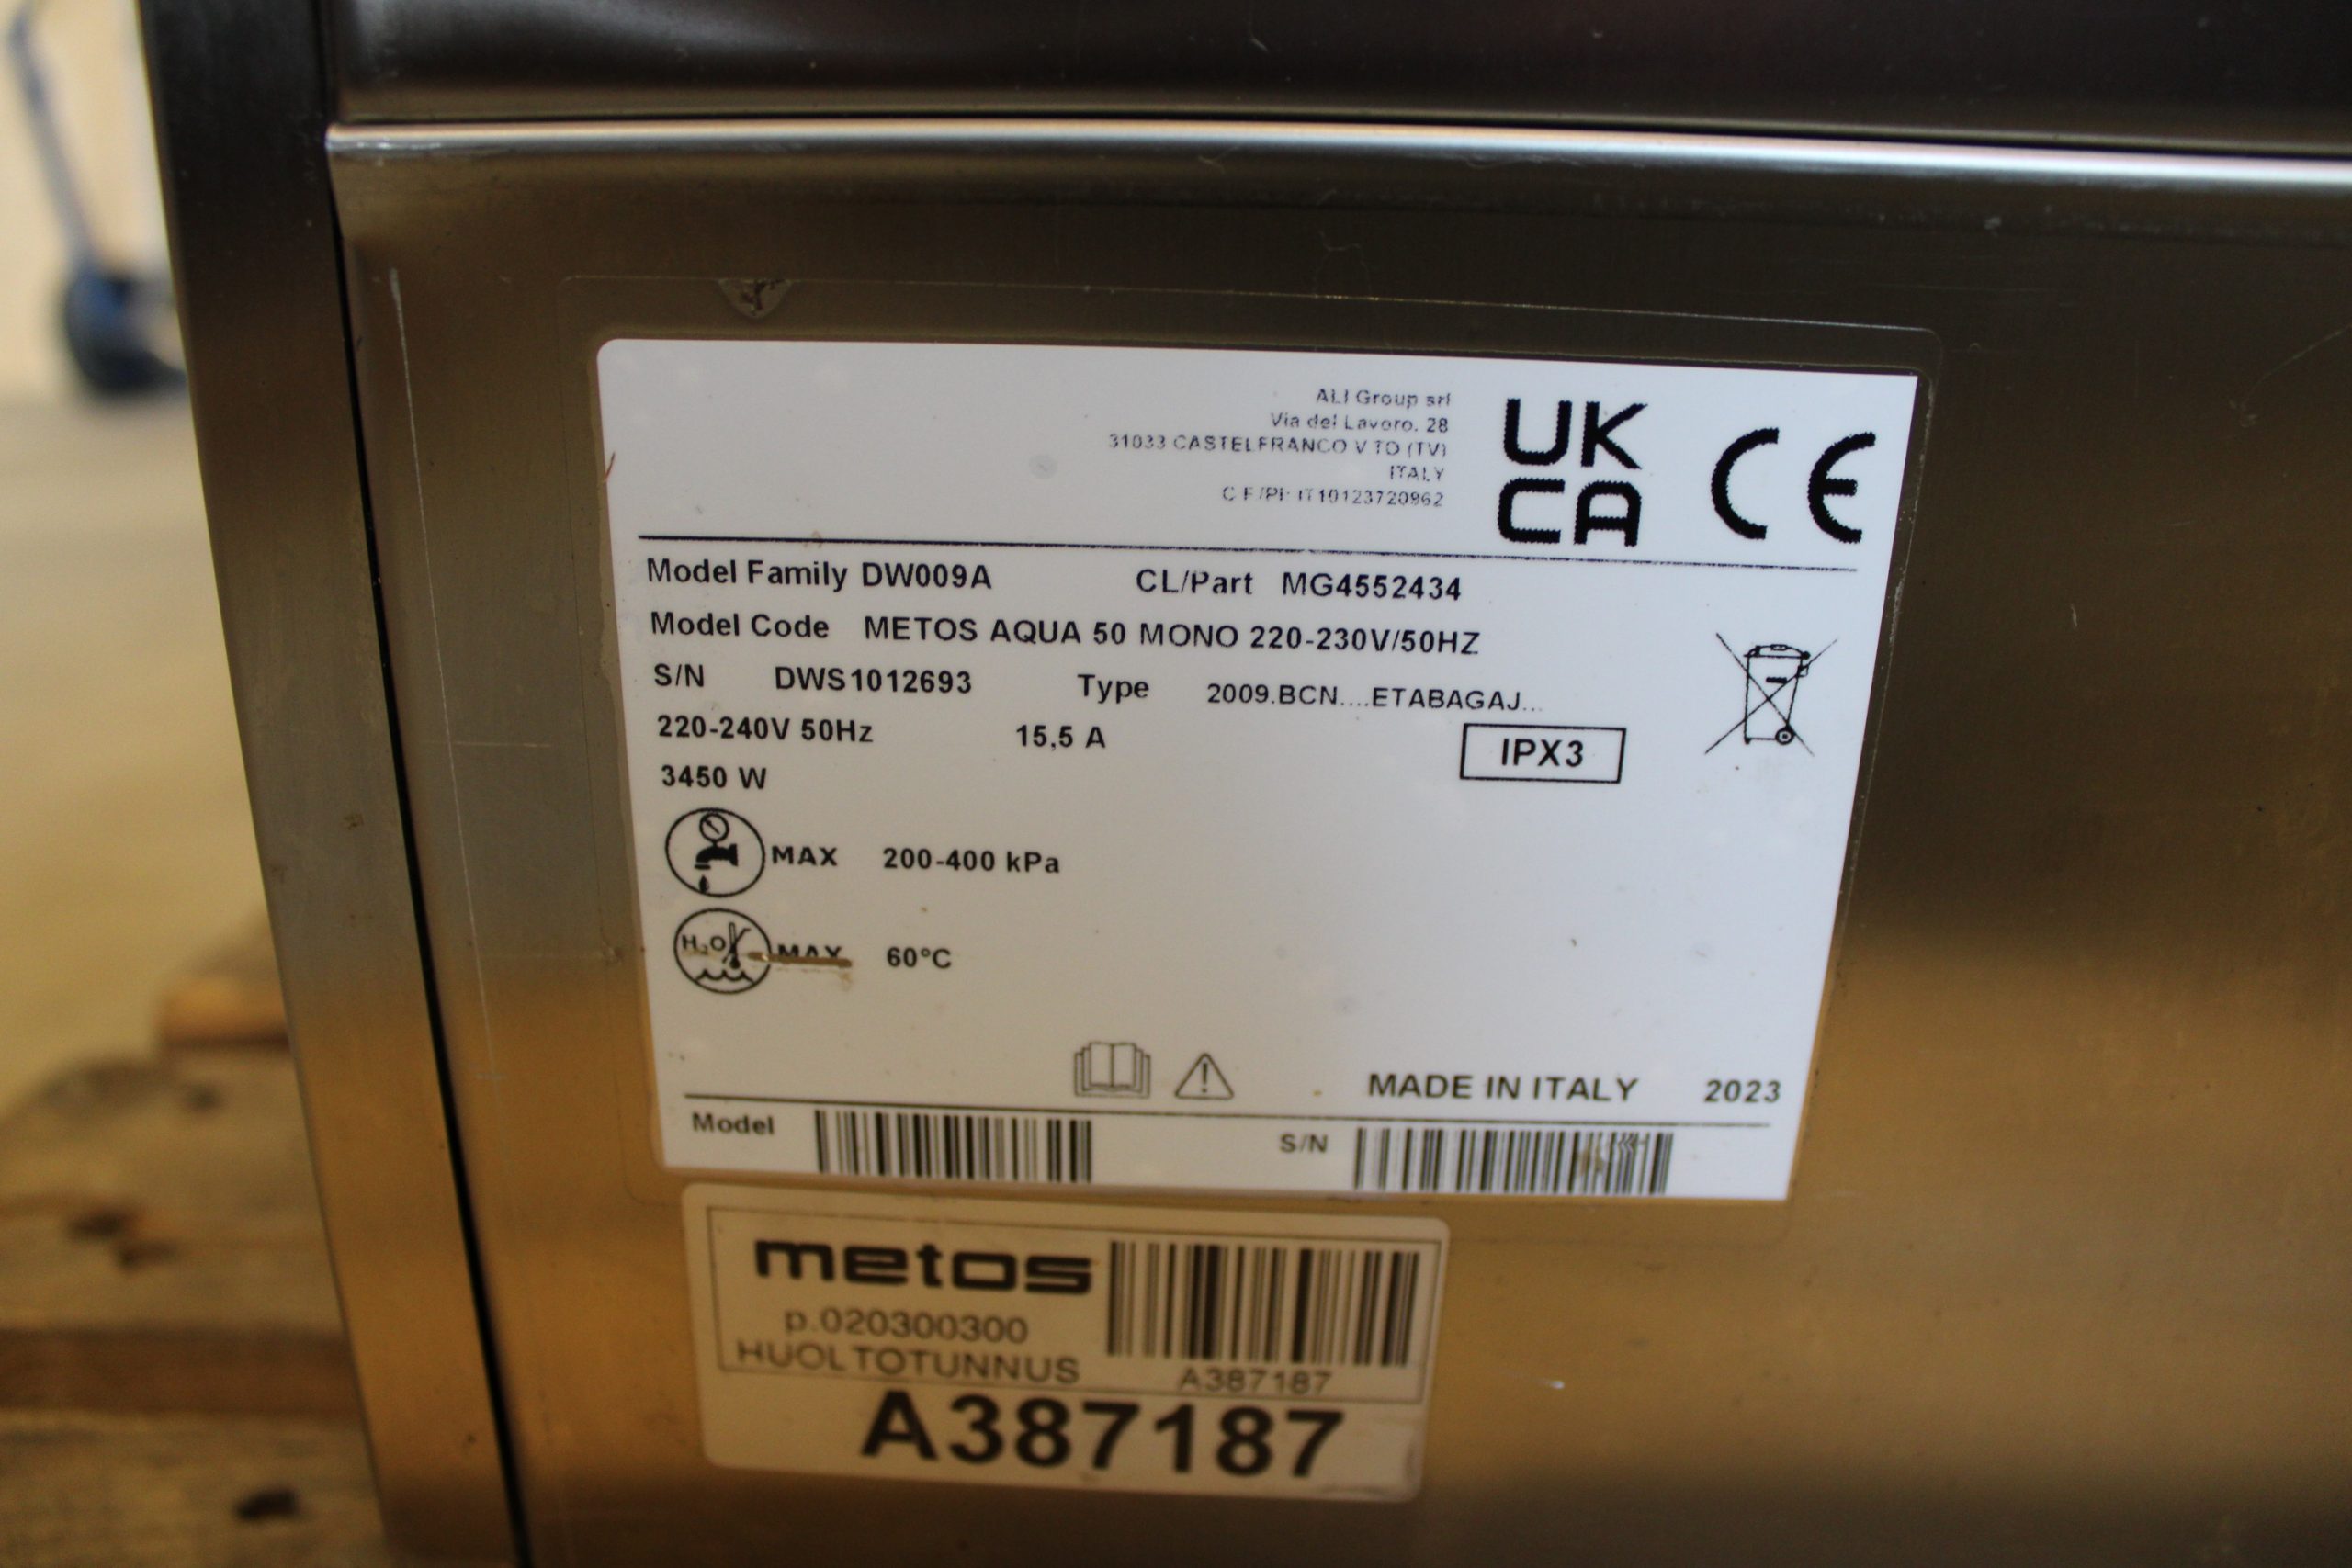 ALI Group srl
Via del Lavoro, 28
31033 CASTELFRANCO V.TO (TV)
ITALY
C.F./PI: IT10123720962
UK
CA
CE
Model Family DW009A CL/Part MG4552434
Model Code METOS AQUA 50 MONO 220-230V/50HZ
S/N DWS1012693 Type 2009.BCN....ETABAGAJ...
220-240V 50Hz 15,5 A IPX3
3450 W
MAX 200-400 kPa
H₂O MAX 60°C
MADE IN ITALY 2023
Model S/N
metos
p.020300300
HUOLTOTUNNUS A387187
A387187